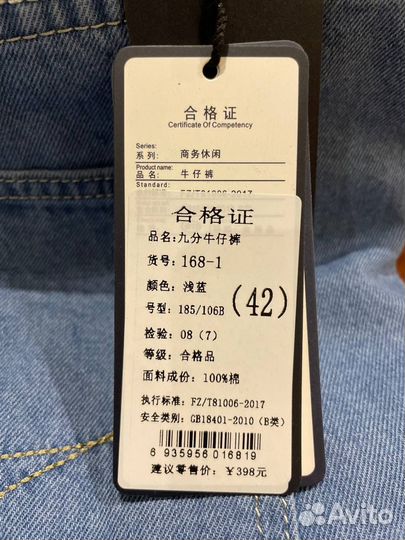 合格证
Certificate Of Competency
Series:
系列: 商务休闲
Product name:
品名: 牛仔裤
Standard:
FZ/T81006-2017
合格证
品名:九分牛仔裤
货号:168-1
颜色: 浅蓝
号型: 185/106B (42)
检验: 08 (7)
等级: 合格品
面料成份: 100%棉
执行标准: FZ/T81006-2017
安全类别: GB18401-2010 (B类)
6 935956 016819
建议零售价: ¥398元
Avito